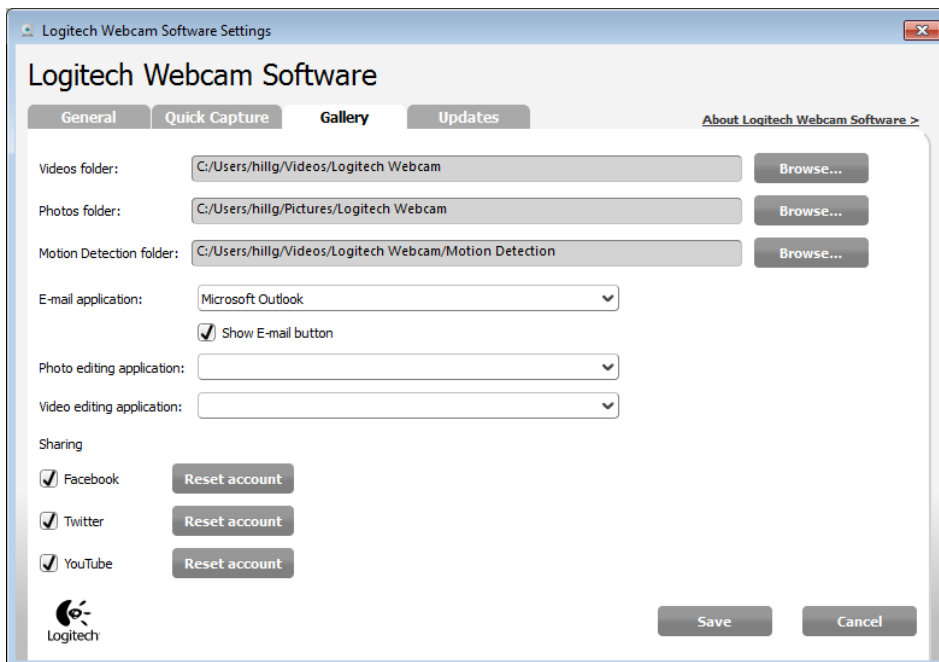 Logitech Webcam Software Settings
Logitech Webcam Software
General Quick Capture Gallery Updates About Logitech Webcam Software >
Videos folder: C:/Users/hillg/Videos/Logitech Webcam Browse...
Photos folder: C:/Users/hillg/Pictures/Logitech Webcam Browse...
Motion Detection folder: C:/Users/hillg/Videos/Logitech Webcam/Motion Detection Browse...
E-mail application: Microsoft Outlook
Show E-mail button
Photo editing application:
Video editing application:
Sharing
Facebook Reset account
Twitter Reset account
YouTube Reset account
Logitech Save Cancel